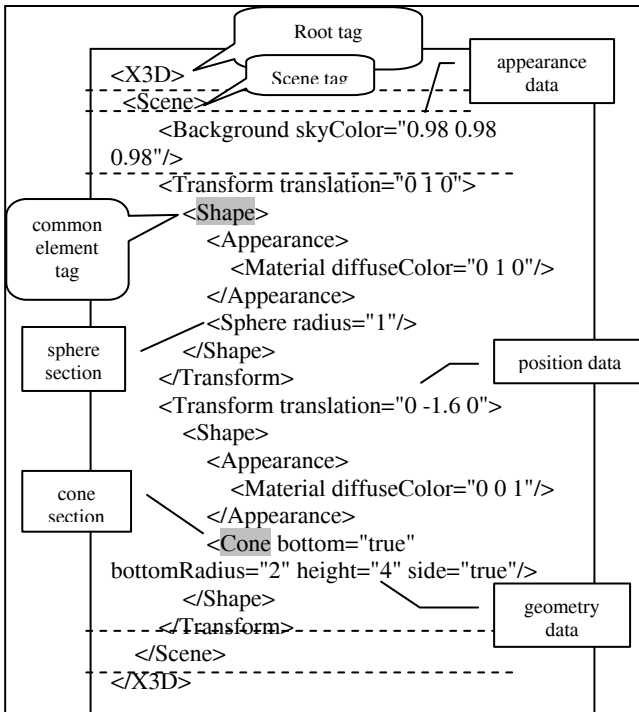 Root tag
<X3D>
Scene tag
appearance
data
<Scene>
<Background skyColor="0.98 0.98
0.98"/>
<Transform translation="0 1 0">
common
element
tag
<Shape>
<Appearance>
<Material diffuseColor="0 1 0"/>
</Appearance>
<Sphere radius="1"/>
sphere
section
</Shape>
position data
</Transform>
<Transform translation="0 -1.6 0">
<Shape>
<Appearance>
<Material diffuseColor="0 0 1"/>
cone
section
</Appearance>
<Cone bottom="true"
bottomRadius="2" height="4" side="true"/>
</Shape>
geometry
data
</Transform>
</Scene>
</X3D>